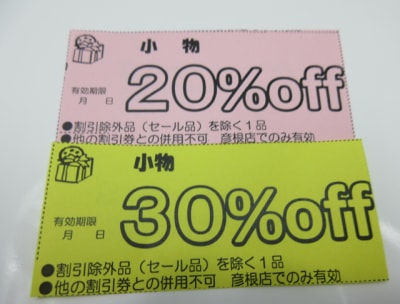 小物
20%off
有効期限
月 日
●割引除外品（セール品）を除く1品
●他の割引券との併用不可 彦根店でのみ有効
小物
30%off
有効期限
月 日
●割引除外品（セール品）を除く1品
●他の割引券との併用不可 彦根店でのみ有効